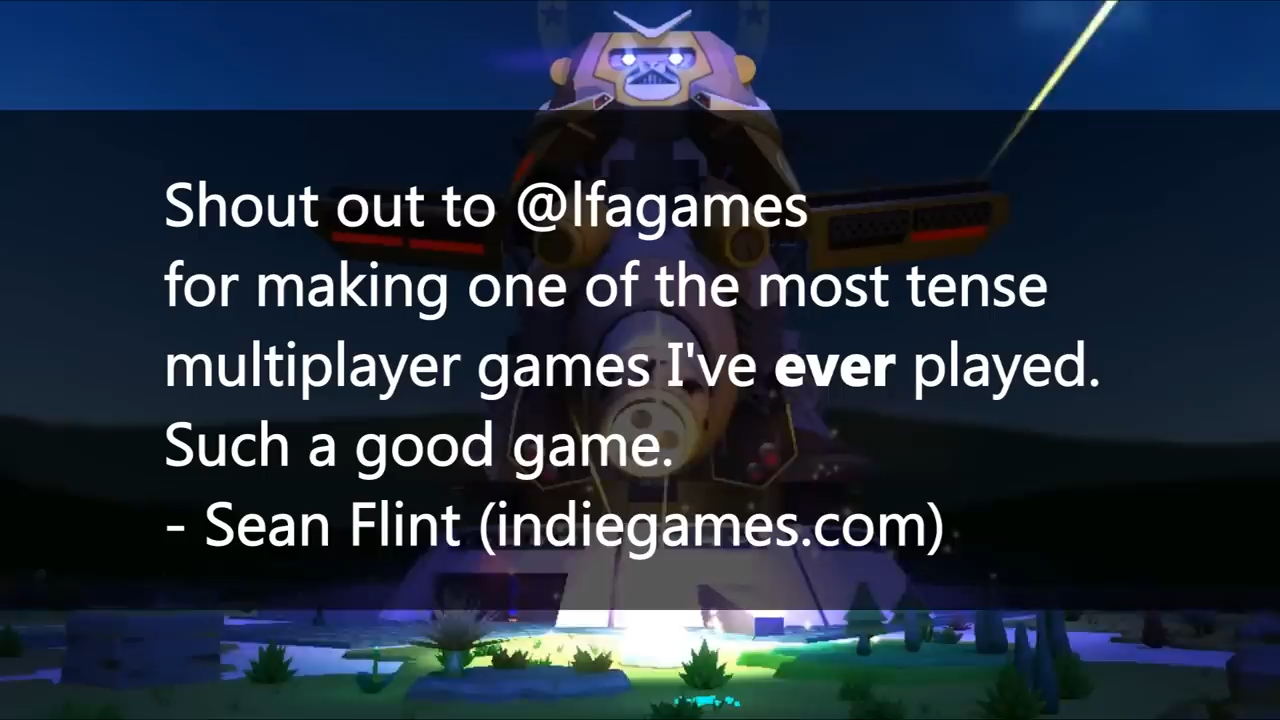 Shout out to @lfagames
for making one of the most tense
multiplayer games I've ever played.
Such a good game.
- Sean Flint (indiegames.com)